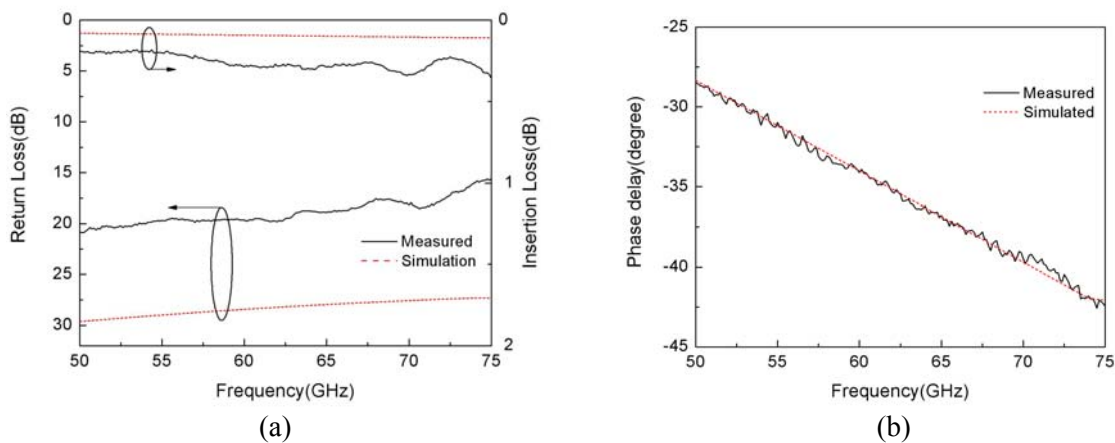 0
5
10
15
20
25
30
Return Loss(dB)
0
1
2
Insertion Loss(dB)
Measured
Simulation
50
55
60
65
70
75
Frequency(GHz)
(a)
-25
-30
-35
-40
-45
Phase delay(degree)
Measured
Simulated
50
55
60
65
70
75
Frequency(GHz)
(b)